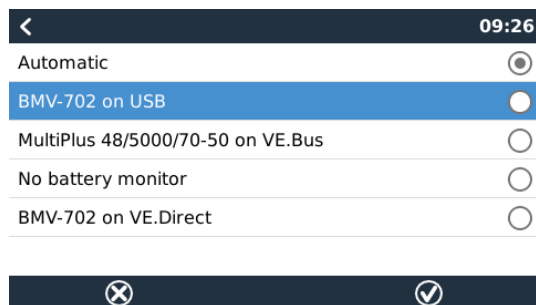 09:26
Automatic
BMV-702 on USB
MultiPlus 48/5000/70-50 on VE.Bus
No battery monitor
BMV-702 on VE.Direct